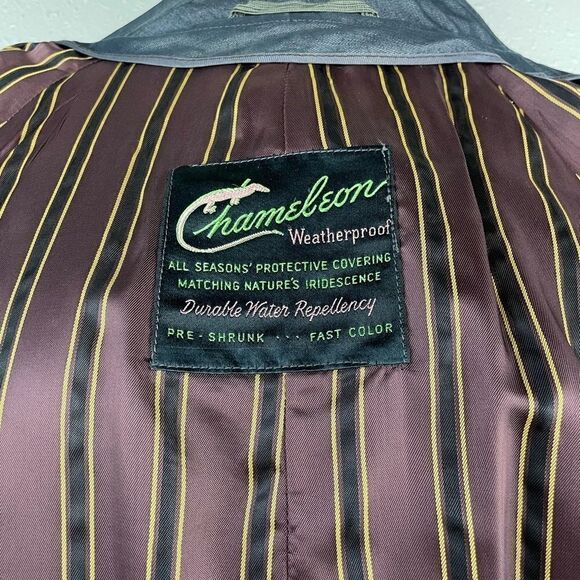 Chameleon
Weatherproof
ALL SEASONS' PROTECTIVE COVERING
MATCHING NATURE'S IRIDESCENCE
Durable Water Repellency
PRE-SHRUNK ... FAST COLOR